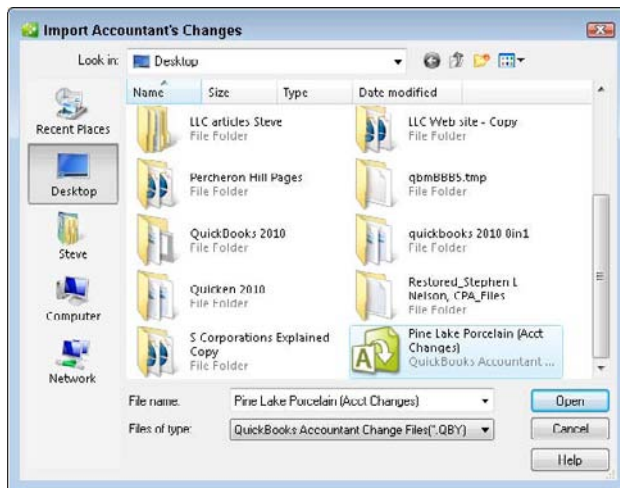 Import Accountant's Changes
Look in:
Desktop
Name
Size
Type
Date modified
Recent Places
Desktop
Steve
Computer
Network
LLC articles Steve
File Folder
LLC Web site - Copy
File Folder
Percheron Hill Pages
File Folder
qbmBBB5.tmp
File Folder
QuickBooks 2010
File Folder
quickbooks 2010 8in1
File Folder
Quicken 2010
File Folder
Restored_Stephen L
Nelson, CPA_Files
File Folder
S Corporations Explained
Copy
File Folder
Pine Lake Porcelain (Acct
Changes)
QuickBooks Accountant ...
File name:
Pine Lake Porcelain (Acct Changes)
Open
Files of type:
QuickBooks Accountant Change Files(*.QBY)
Cancel
Help